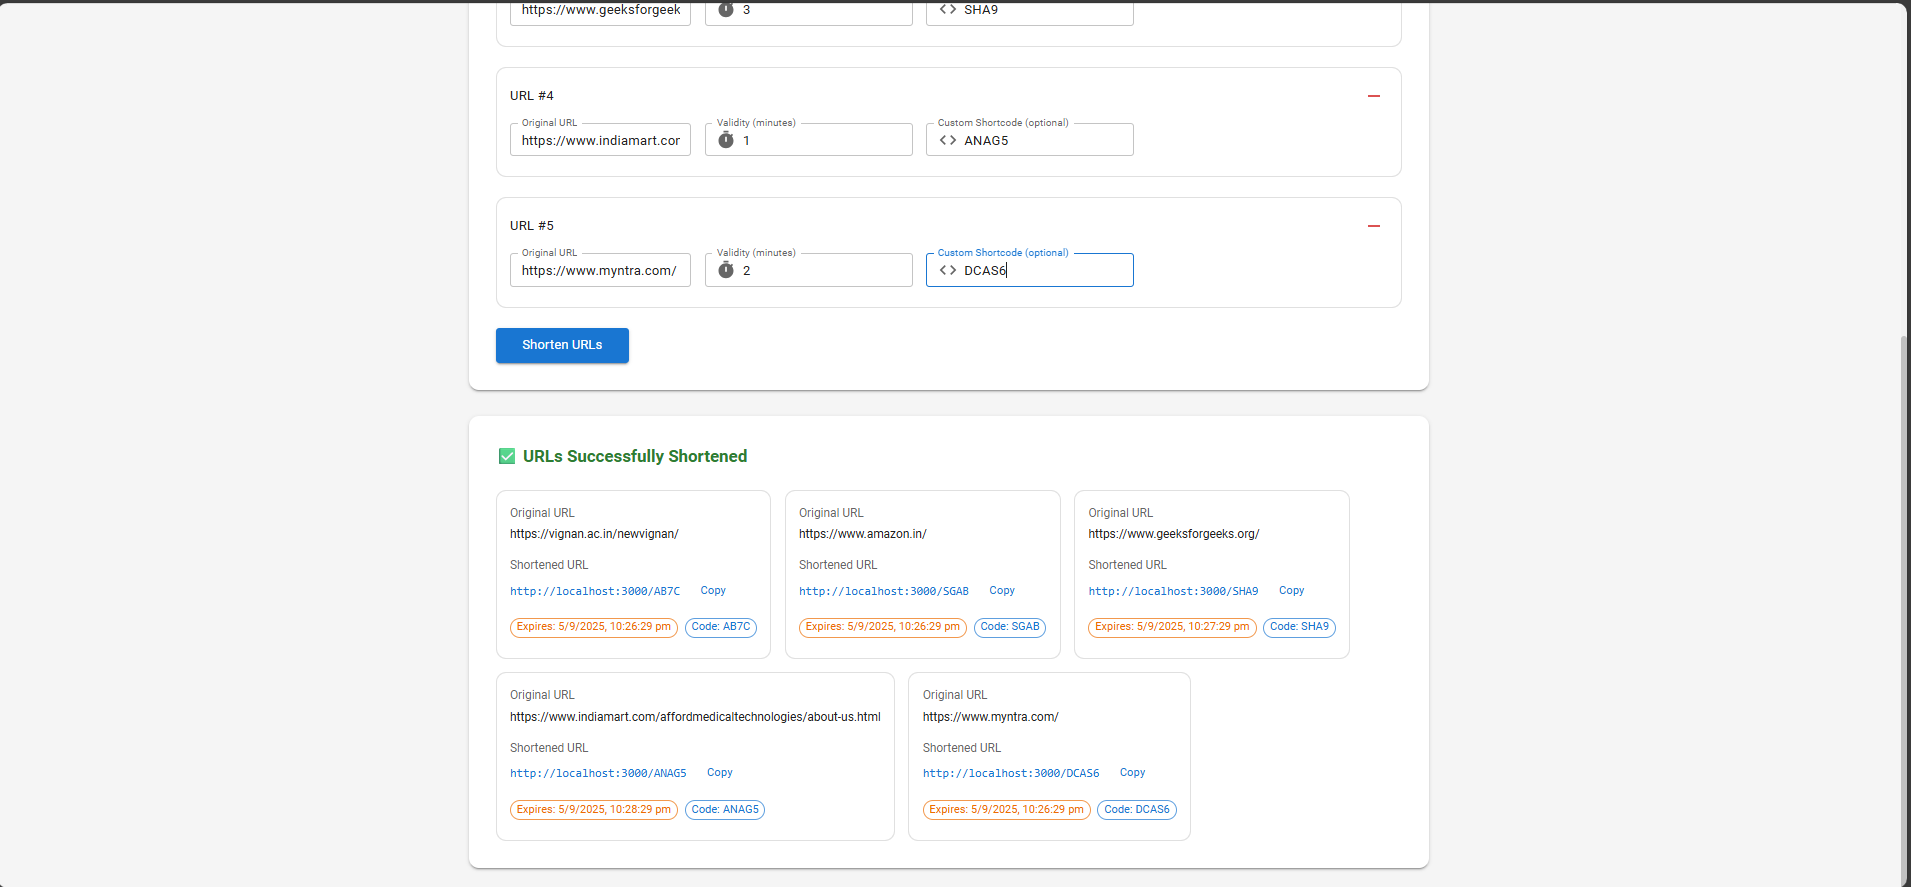 https://www.geeksforgeek
3
SHA9
URL #4
Original URL
Validity (minutes)
Custom Shortcode (optional)
https://www.indiamart.cor
1
ANAG5
URL #5
Original URL
Validity (minutes)
Custom Shortcode (optional)
https://www.myntra.com/
2
DCAS6
Shorten URLs
URLs Successfully Shortened
Original URL
https://vignan.ac.in/newvignan/
Shortened URL
http://localhost:3000/AB7C Copy
Expires: 5/9/2025, 10:26:29 pm Code: AB7C
Original URL
https://www.amazon.in/
Shortened URL
http://localhost:3000/SGAB Copy
Expires: 5/9/2025, 10:26:29 pm Code: SGAB
Original URL
https://www.geeksforgeeks.org/
Shortened URL
http://localhost:3000/SHA9 Copy
Expires: 5/9/2025, 10:27:29 pm Code: SHA9
Original URL
https://www.indiamart.com/affordmedicaltechnologies/about-us.html
Shortened URL
http://localhost:3000/ANAG5 Copy
Expires: 5/9/2025, 10:28:29 pm Code: ANAG5
Original URL
https://www.myntra.com/
Shortened URL
http://localhost:3000/DCAS6 Copy
Expires: 5/9/2025, 10:26:29 pm Code: DCAS6